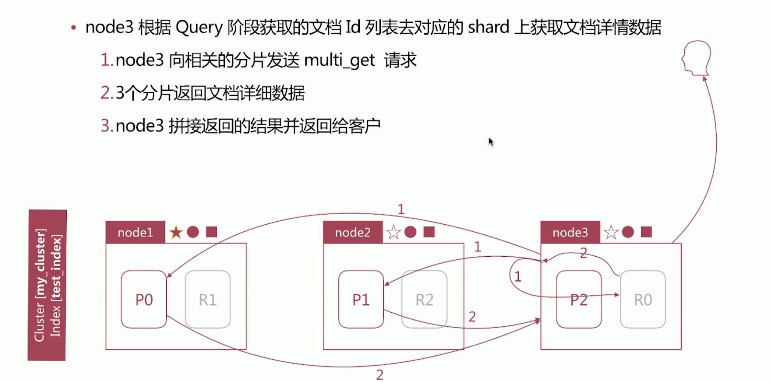 • node3 根据 Query 阶段获取的文档 Id 列表去对应的 shard 上获取文档详情数据
1.node3 向相关的分片发送 multi_get 请求
2.3个分片返回文档详细数据
3.node3 拼接返回的结果并返回给客户
Cluster [my_cluster]
Index [test_index]
1
node1
node2
node3
2
1
1
P0
R1
P1
R2
P2
R0
2
2